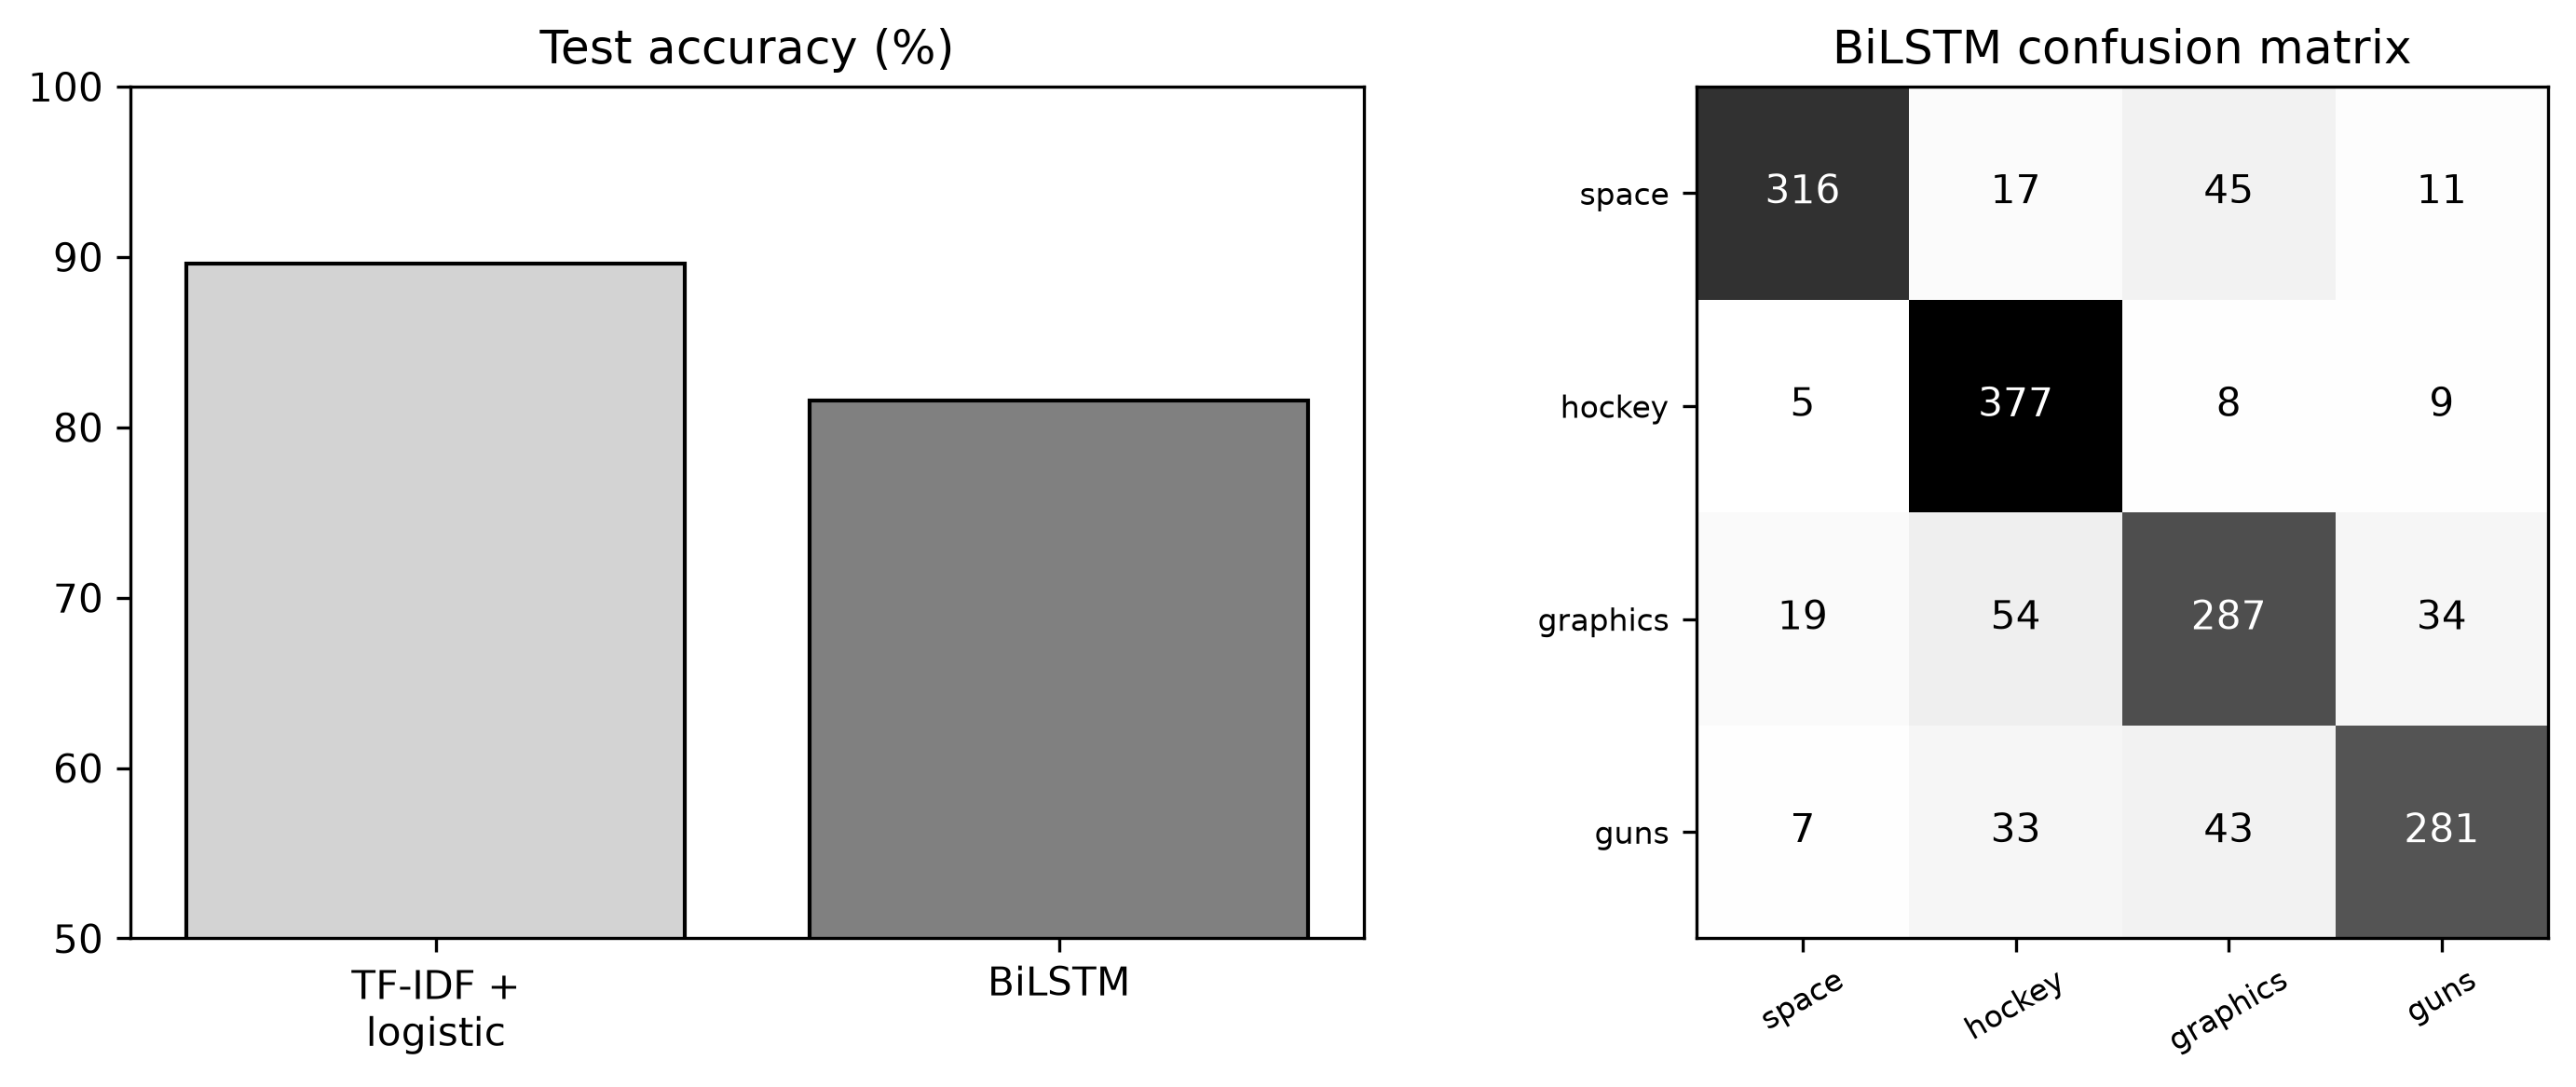 Test accuracy (%)
100
90
80
70
60
50
TF-IDF +
logistic
BiLSTM
BiLSTM confusion matrix
space 316 17 45 11
hockey 5 377 8 9
graphics 19 54 287 34
guns 7 33 43 281
space hockey graphics guns